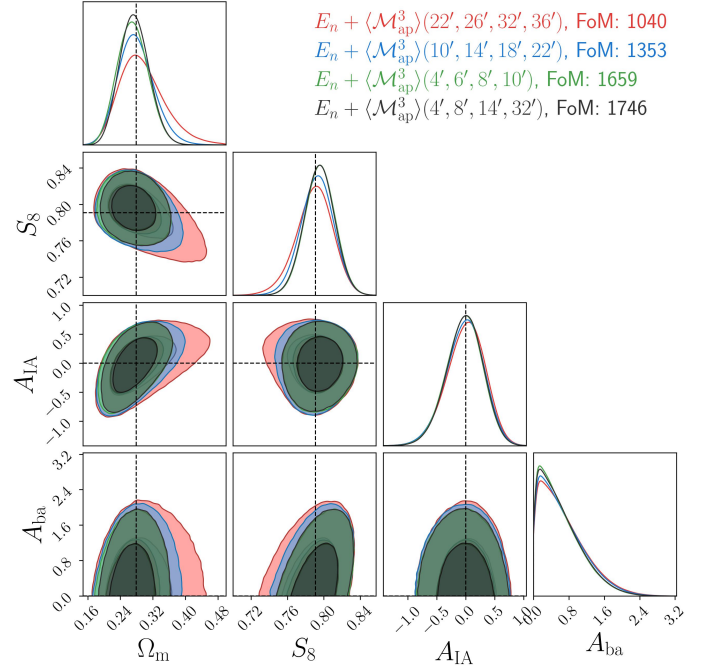 E_n + ⟨M_ap^3⟩(22′, 26′, 32′, 36′), FoM: 1040
E_n + ⟨M_ap^3⟩(10′, 14′, 18′, 22′), FoM: 1353
E_n + ⟨M_ap^3⟩(4′, 6′, 8′, 10′), FoM: 1659
E_n + ⟨M_ap^3⟩(4′, 8′, 14′, 32′), FoM: 1746
S_8
0.84
0.80
0.76
0.72
A_IA
1.0
0.5
0.0
−0.5
−1.0
A_ba
3.2
2.4
1.6
0.8
0.0
0.16 0.24 0.32 0.40 0.48
0.72 0.76 0.80 0.84
−1.0 −0.5 0.0 0.5 1.0
0.0 0.8 1.6 2.4 3.2
Ω_m S_8 A_IA A_ba